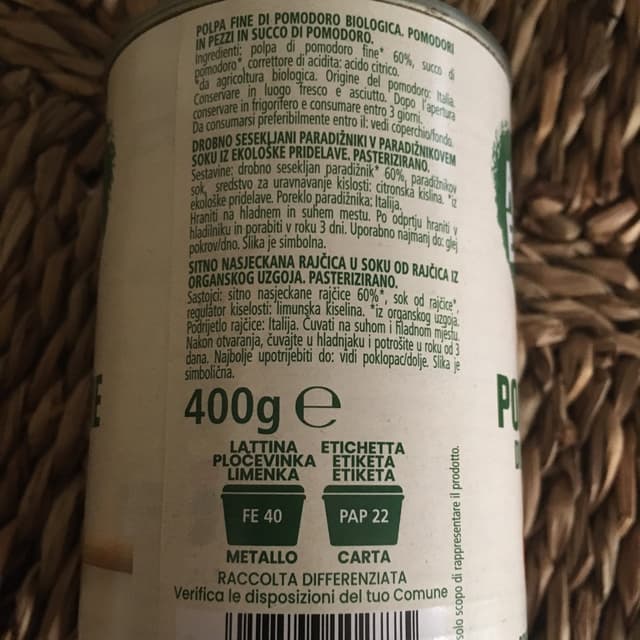 POLPA FINE DI POMODORO BIOLOGICA. POMODORI
IN PEZZI IN SUCCO DI POMODORO.
Ingredienti: polpa di pomodoro fine* 60%, succo di
pomodoro*, correttore di acidità: acido citrico.
*da agricoltura biologica. Origine del pomodoro: Italia.
Conservare in luogo fresco e asciutto. Dopo l'apertura
conservare in frigorifero e consumare entro 3 giorni.
Da consumarsi preferibilmente entro il: vedi coperchio/fondo.
DROBNO SESEKLJANI PARADIŽNIKI V PARADIŽNIKOVEM
SOKU IZ EKOLOŠKE PRIDELAVE. PASTERIZIRANO.
Sestavine: drobno sesekljan paradižnik* 60%, paradižnikov
sok*, sredstvo za uravnavanje kislosti: citronska kislina. *iz
ekološke pridelave. Poreklo paradižnika: Italija.
Hraniti na hladnem in suhem mestu. Po odprtju hraniti v
hladilniku in porabiti v roku 3 dni. Uporabno najmanj do: glej
pokrov/dno. Slika je simbolna.
SITNO NASJECKANA RAJČICA U SOKU OD RAJČICA IZ
ORGANSKOG UZGOJA. PASTERIZIRANO.
Sastojci: sitno nasjeckane rajčice 60%*, sok od rajčice*,
regulator kiselosti: limunska kiselina. *iz organskog uzgoja.
Podrijetlo rajčice: Italija. Čuvati na suhom i hladnom mjestu.
Nakon otvaranja, čuvajte u hladnjaku i potrošite u roku od 3
dana. Najbolje upotrijebiti do: vidi poklopac/dolje. Slika je
simbolična.
400g ℮
LATTINA ETICHETTA
PLOČEVINKA ETIKETA
LIMENKA ETIKETA
FE 40 PAP 22
METALLO CARTA
RACCOLTA DIFFERENZIATA
Verifica le disposizioni del tuo Comune
solo scopo di rappresentare il prodotto.
E
PO